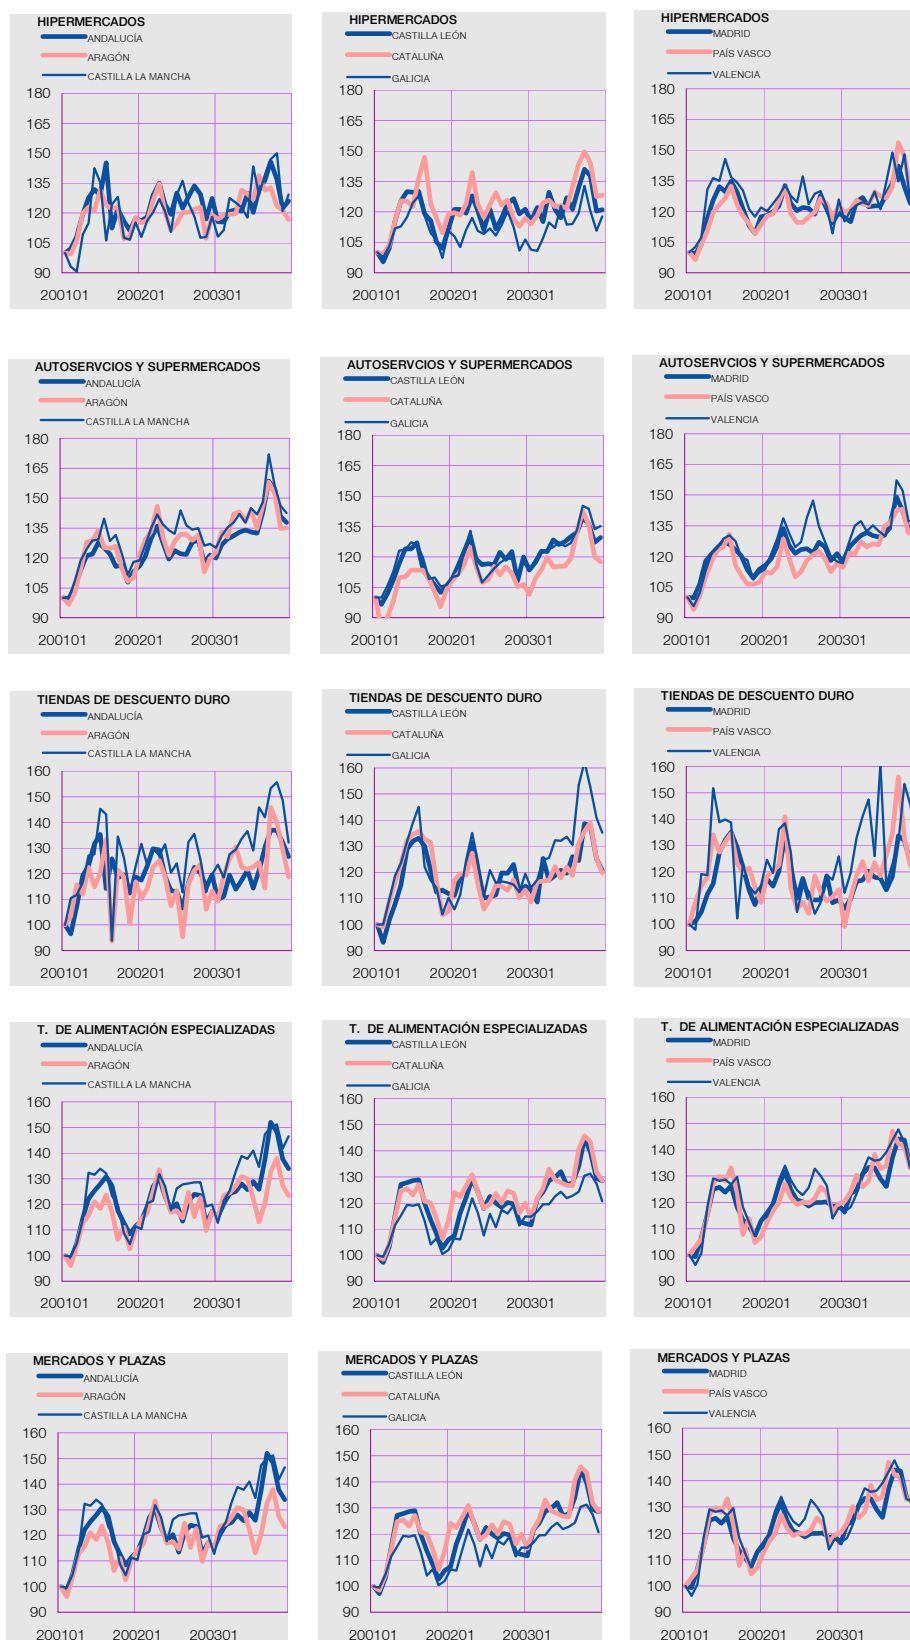 HIPERMERCADOS
ANDALUCÍA
ARAGÓN
CASTILLA LA MANCHA
180
165
150
135
120
105
90
200101 200201 200301
HIPERMERCADOS
CASTILLA LEÓN
CATALUÑA
GALICIA
180
165
150
135
120
105
90
200101 200201 200301
HIPERMERCADOS
MADRID
PAÍS VASCO
VALENCIA
180
165
150
135
120
105
90
200101 200201 200301
AUTOSERVCIOS Y SUPERMERCADOS
ANDALUCÍA
ARAGÓN
CASTILLA LA MANCHA
180
165
150
135
120
105
90
200101 200201 200301
AUTOSERVCIOS Y SUPERMERCADOS
CASTILLA LEÓN
CATALUÑA
GALICIA
180
165
150
135
120
105
90
200101 200201 200301
AUTOSERVCIOS Y SUPERMERCADOS
MADRID
PAÍS VASCO
VALENCIA
180
165
150
135
120
105
90
200101 200201 200301
TIENDAS DE DESCUENTO DURO
ANDALUCÍA
ARAGÓN
CASTILLA LA MANCHA
160
150
140
130
120
110
100
90
200101 200201 200301
TIENDAS DE DESCUENTO DURO
CASTILLA LEÓN
CATALUÑA
GALICIA
160
150
140
130
120
110
100
90
200101 200201 200301
TIENDAS DE DESCUENTO DURO
MADRID
PAÍS VASCO
VALENCIA
160
150
140
130
120
110
100
90
200101 200201 200301
T. DE ALIMENTACIÓN ESPECIALIZADAS
ANDALUCÍA
ARAGÓN
CASTILLA LA MANCHA
160
150
140
130
120
110
100
90
200101 200201 200301
T. DE ALIMENTACIÓN ESPECIALIZADAS
CASTILLA LEÓN
CATALUÑA
GALICIA
160
150
140
130
120
110
100
90
200101 200201 200301
T. DE ALIMENTACIÓN ESPECIALIZADAS
MADRID
PAÍS VASCO
VALENCIA
160
150
140
130
120
110
100
90
200101 200201 200301
MERCADOS Y PLAZAS
ANDALUCÍA
ARAGÓN
CASTILLA LA MANCHA
160
150
140
130
120
110
100
90
200101 200201 200301
MERCADOS Y PLAZAS
CASTILLA LEÓN
CATALUÑA
GALICIA
160
150
140
130
120
110
100
90
200101 200201 200301
MERCADOS Y PLAZAS
MADRID
PAÍS VASCO
VALENCIA
160
150
140
130
120
110
100
90
200101 200201 200301